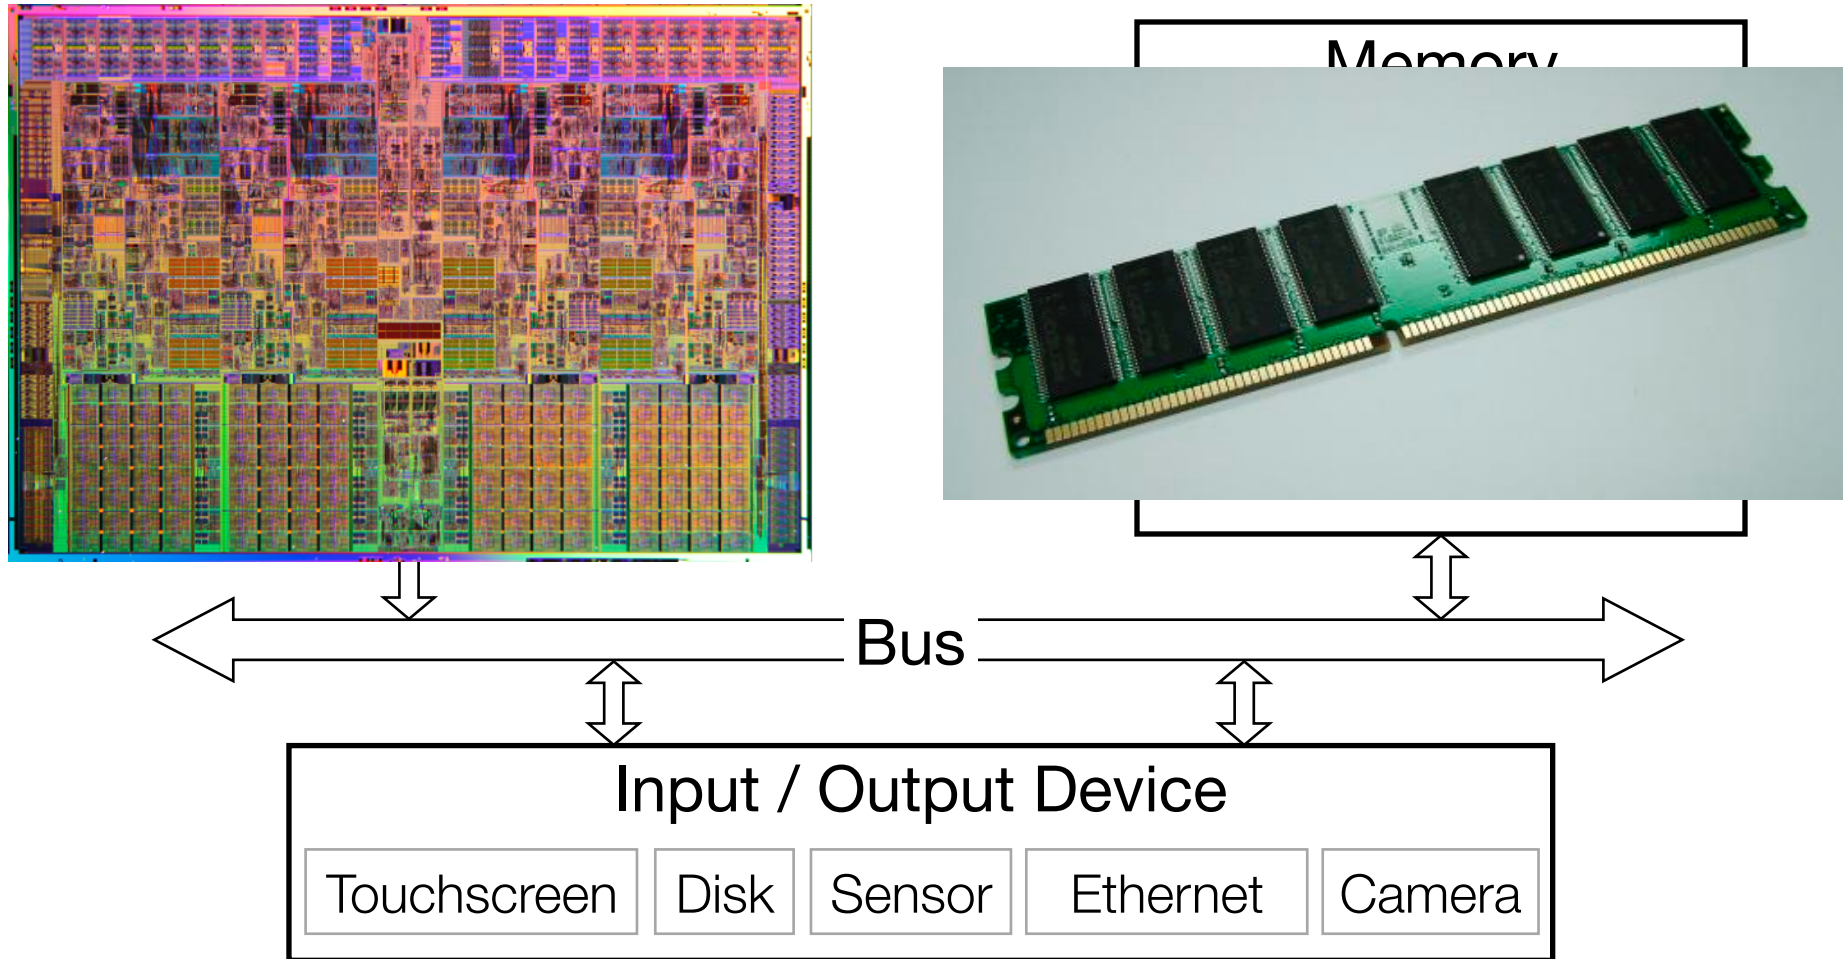 Memory
Bus
Input / Output Device
Touchscreen
Disk
Sensor
Ethernet
Camera